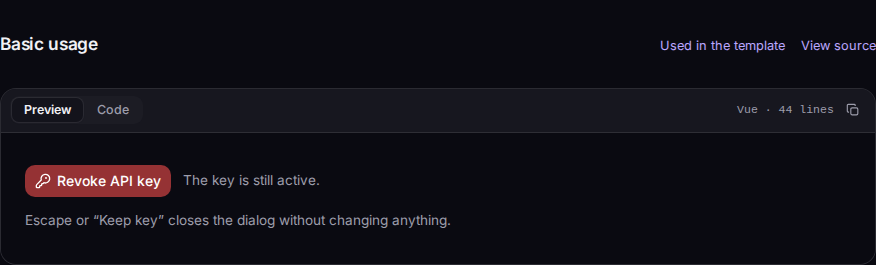 Basic usage
Used in the template View source
Preview Code
Vue · 44 lines
Revoke API key The key is still active.
Escape or “Keep key” closes the dialog without changing anything.